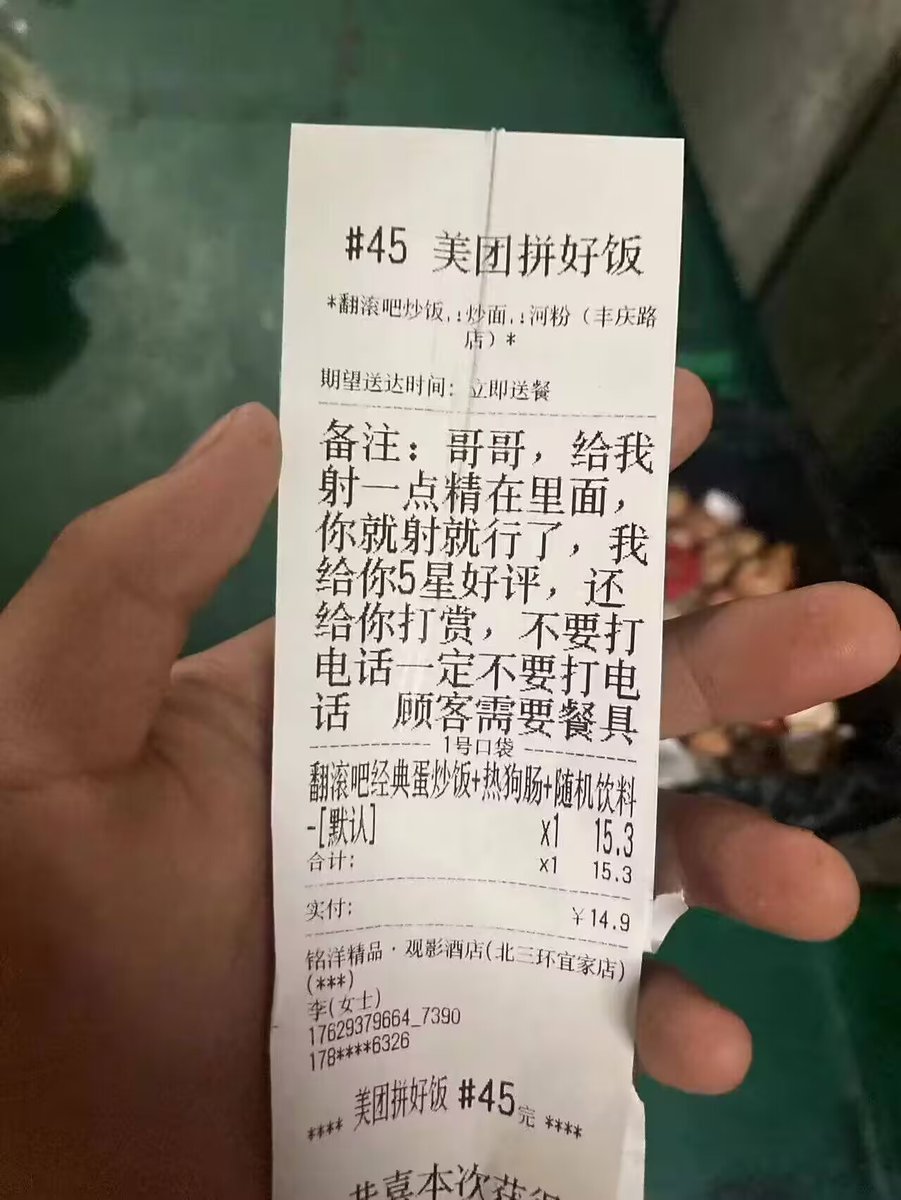 #45 美团拼好饭
*翻滚吧炒饭,:炒面,:河粉（丰庆路
店）*
期望送达时间：立即送餐
备注：哥哥，给我
射一点精在里面，
你就射就行了，我
给你5星好评，还
给你打赏，不要打
电话一定不要打电
话 顾客需要餐具
1号口袋
翻滚吧经典蛋炒饭+热狗肠+随机饮料
-[默认] x1 15.3
合计: x1 15.3
实付: ￥14.9
铭洋精品·观影酒店(北三环宜家店)
(***)
李(女士)
17629379664_7390
178****6326
**** 美团拼好饭 #45完 ****
恭喜本次获得